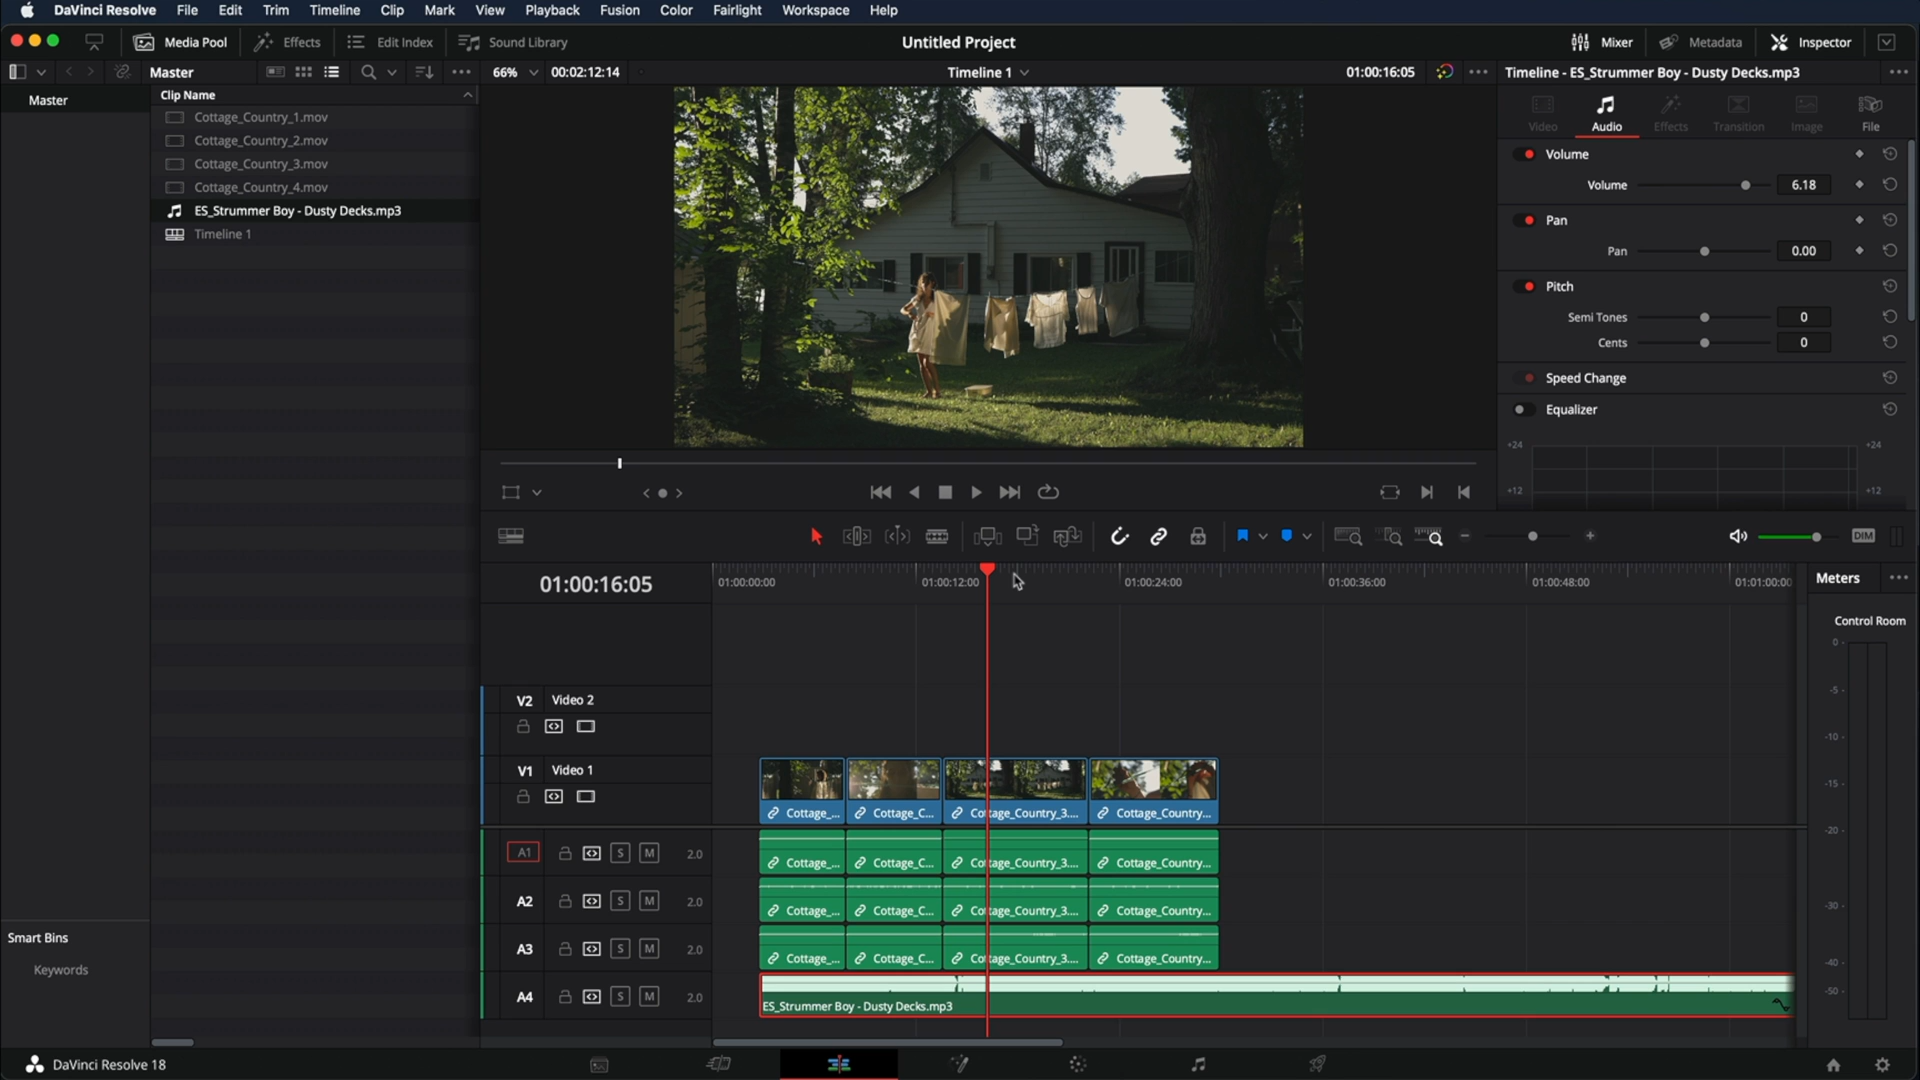 DaVinci Resolve File Edit Trim Timeline Clip Mark View Playback Fusion Color Fairlight Workspace Help
Media Pool Effects Edit Index Sound Library Untitled Project Mixer Metadata Inspector
Master 66% 00:02:12:14 Timeline 1 01:00:16:05 Timeline - ES_Strummer Boy - Dusty Decks.mp3
Master
Clip Name
Cottage_Country_1.mov
Cottage_Country_2.mov
Cottage_Country_3.mov
Cottage_Country_4.mov
ES_Strummer Boy - Dusty Decks.mp3
Timeline 1
Video Audio Effects Transition Image File
Volume
Volume 6.18
Pan
Pan 0.00
Pitch
Semi Tones 0
Cents 0
Speed Change
Equalizer
+24 +24
+12 +12
DIM
01:00:16:05
01:00:00:00 01:00:12:00 01:00:24:00 01:00:36:00 01:00:48:00 01:01:00:00
Meters
Control Room
0
-5
-10
-15
-20
-30
-40
-50
V2 Video 2
V1 Video 1
Cottage_... Cottage_C... Cottage_Country_3.... Cottage_Country...
A1 S M 2.0
Cottage_... Cottage_C... Cottage_Country_3.... Cottage_Country...
A2 S M 2.0
Cottage_... Cottage_C... Cottage_Country_3.... Cottage_Country...
A3 S M 2.0
Cottage_... Cottage_C... Cottage_Country_3.... Cottage_Country...
A4 S M 2.0
ES_Strummer Boy - Dusty Decks.mp3
Smart Bins
Keywords
DaVinci Resolve 18